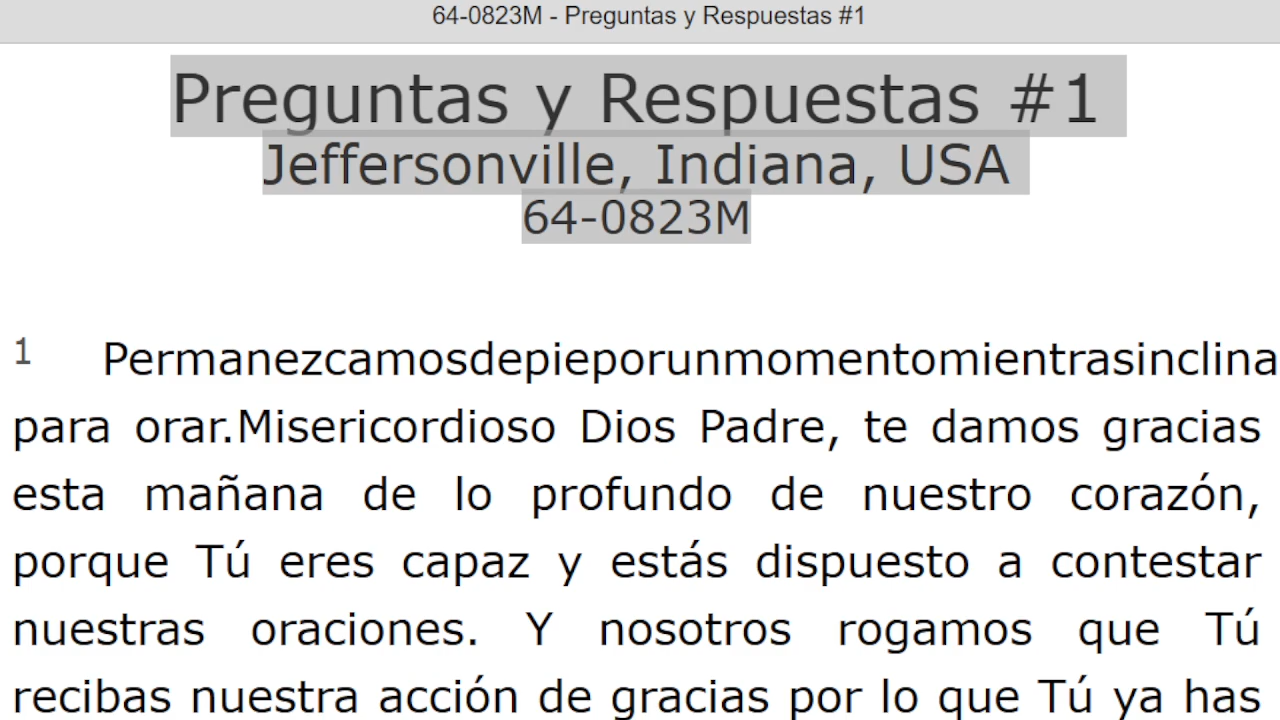 64-0823M - Preguntas y Respuestas #1
Preguntas y Respuestas #1
Jeffersonville, Indiana, USA
64-0823M
1 Permanezcamosdepieporunmomentomientrasinclina
para orar.Misericordioso Dios Padre, te damos gracias
esta mañana de lo profundo de nuestro corazón,
porque Tú eres capaz y estás dispuesto a contestar
nuestras oraciones. Y nosotros rogamos que Tú
recibas nuestra acción de gracias por lo que Tú ya has